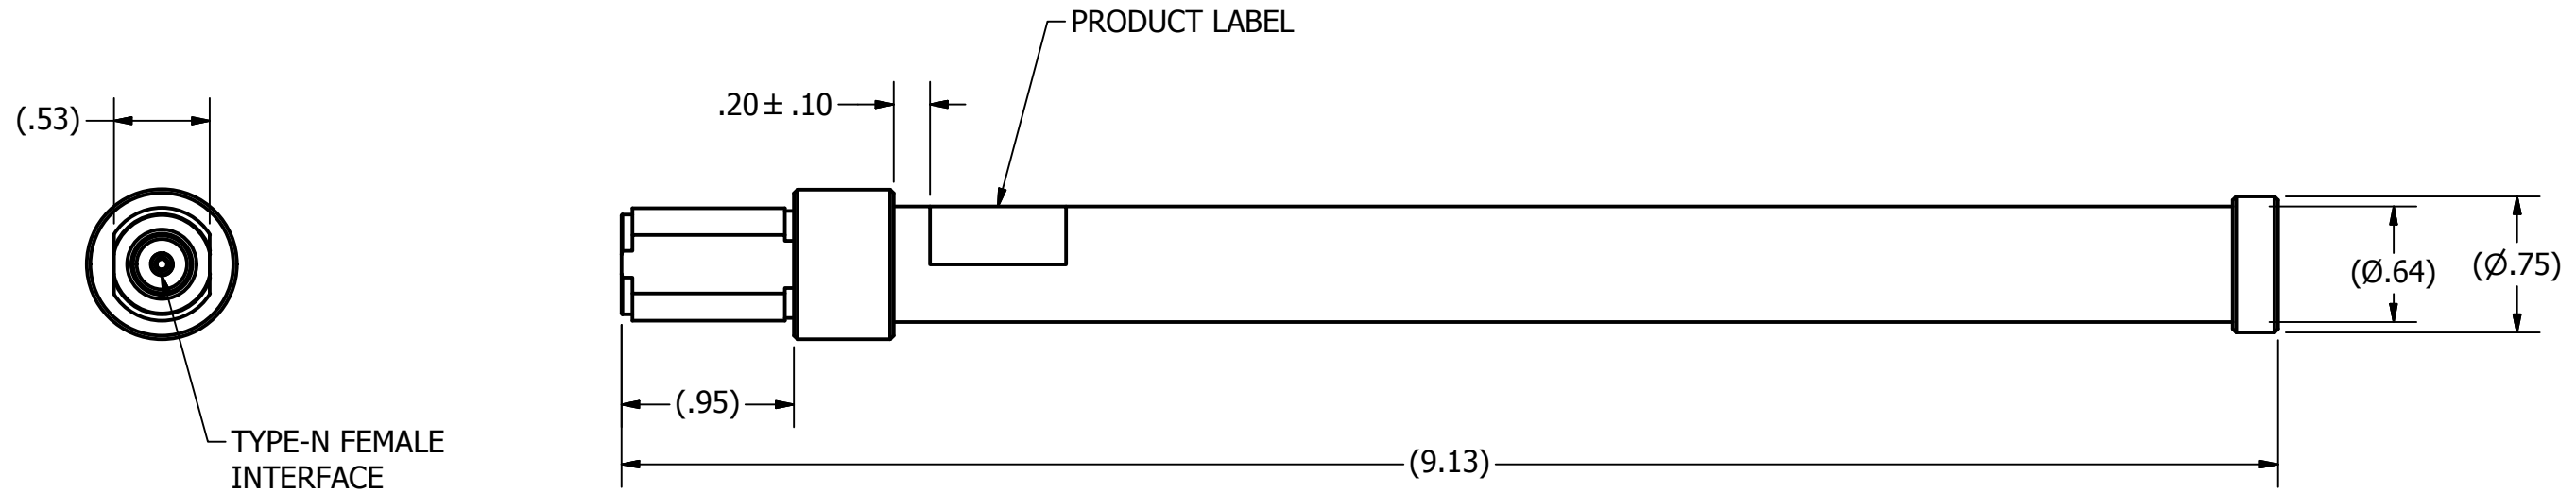 PRODUCT LABEL
.20± .10
(.53)
(Ø.64)
(Ø.75)
(.95)
TYPE-N FEMALE
INTERFACE
(9.13)